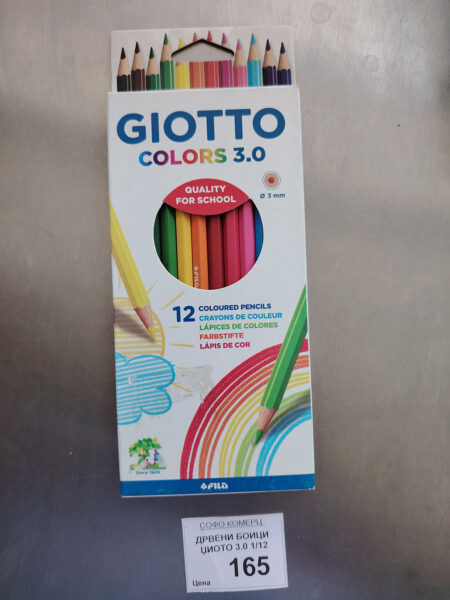 GIOTTO
COLORS 3.0
QUALITY
FOR SCHOOL
Ø 3 mm
12 COLOURED PENCILS
CRAYONS DE COULEUR
LÁPICES DE COLORES
FARBSTIFTE
LÁPIS DE COR
Since 1920
FILA
СОФО КОМЕРЦ
ДРВЕНИ БОИЦИ
ЏИОТО 3.0 1/12
Цена 165